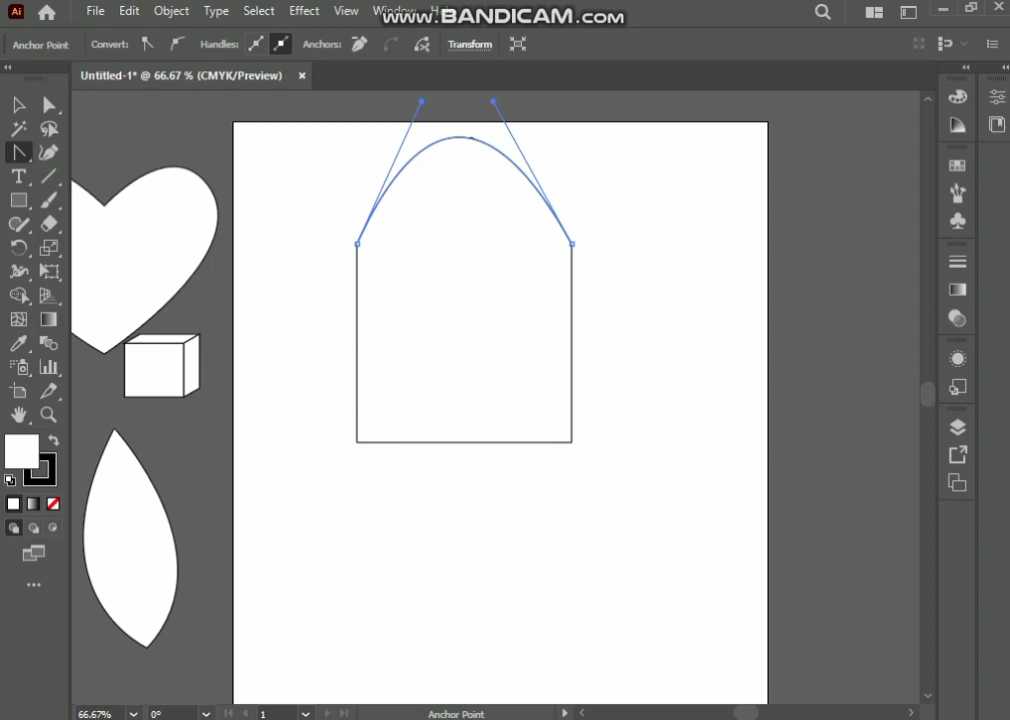 www.BANDICAM.com
Ai File Edit Object Type Select Effect View Window Help
Anchor Point Convert: Handles: Anchors: Transform
Untitled-1* @ 66.67 % (CMYK/Preview) ×
T
66.67% 0° 1 Anchor Point